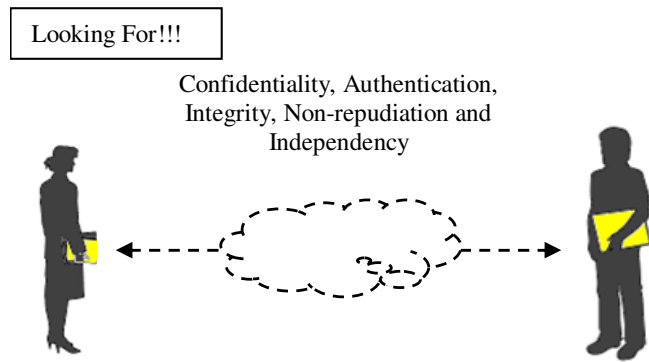 Looking For!!!
Confidentiality, Authentication,
Integrity, Non-repudiation and
Independency